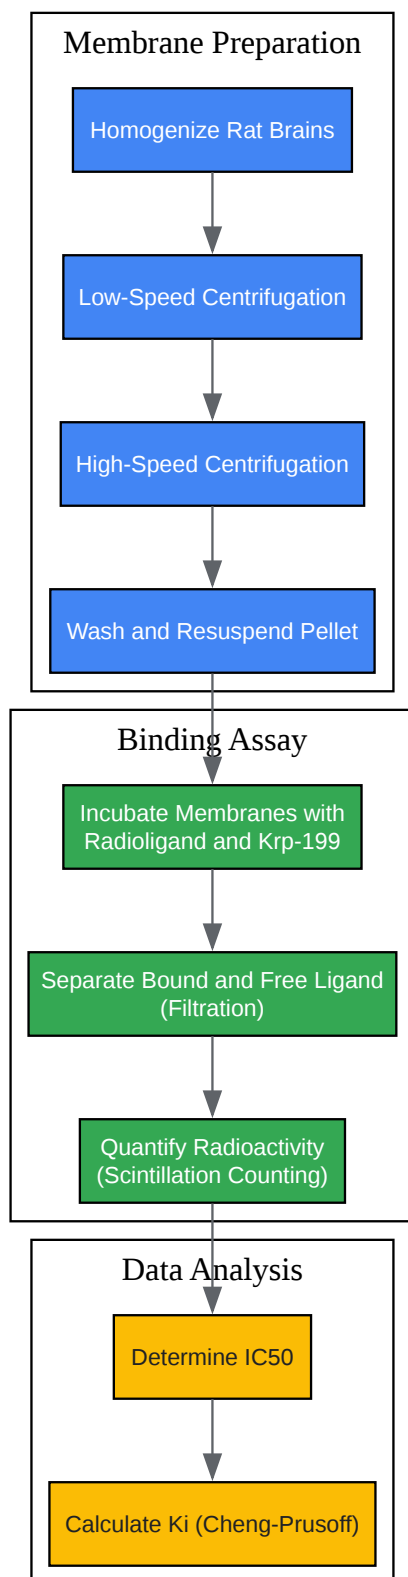 Membrane Preparation
Homogenize Rat Brains
Low-Speed Centrifugation
High-Speed Centrifugation
Wash and Resuspend Pellet
Binding Assay
Incubate Membranes with
Radioligand and Krp-199
Separate Bound and Free Ligand
(Filtration)
Quantify Radioactivity
(Scintillation Counting)
Data Analysis
Determine IC50
Calculate Ki (Cheng-Prusoff)